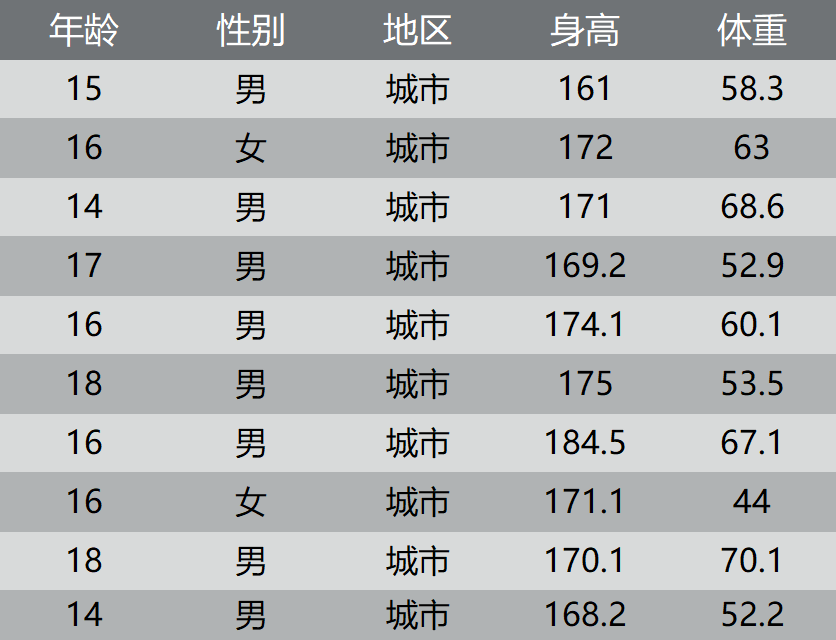 年龄 性别 地区 身高 体重
15 男 城市 161 58.3
16 女 城市 172 63
14 男 城市 171 68.6
17 男 城市 169.2 52.9
16 男 城市 174.1 60.1
18 男 城市 175 53.5
16 男 城市 184.5 67.1
16 女 城市 171.1 44
18 男 城市 170.1 70.1
14 男 城市 168.2 52.2